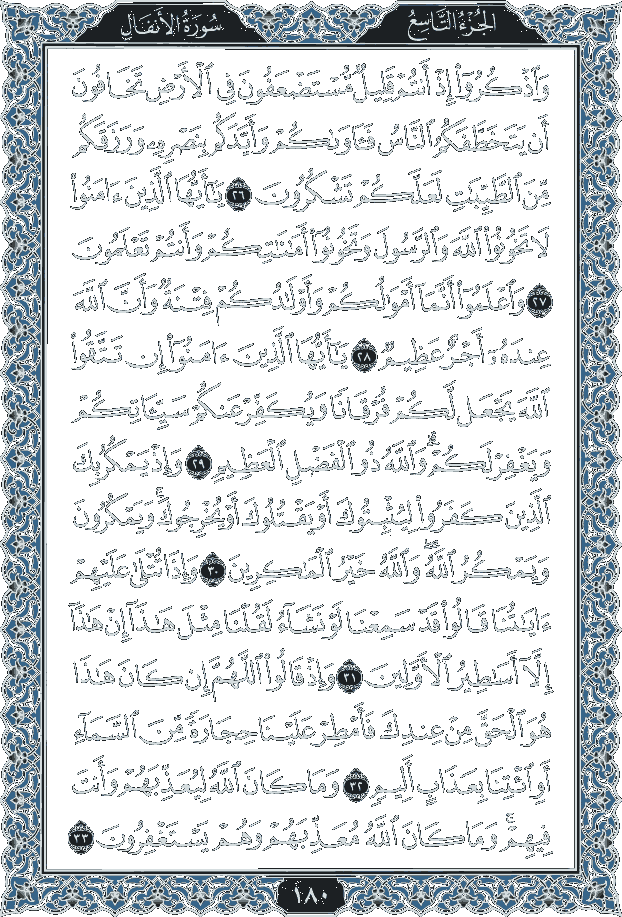 الجزء التاسع
سورة الأنفال
وَٱذْكُرُوٓا۟ إِذْ أَنتُمْ قَلِيلٌ مُّسْتَضْعَفُونَ فِى ٱلْأَرْضِ تَخَافُونَ
أَن يَتَخَطَّفَكُمُ ٱلنَّاسُ فَـَٔاوَىٰكُمْ وَأَيَّدَكُم بِنَصْرِهِۦ وَرَزَقَكُم
مِّنَ ٱلطَّيِّبَـٰتِ لَعَلَّكُمْ تَشْكُرُونَ ٢٦ يَـٰٓأَيُّهَا ٱلَّذِينَ ءَامَنُوا۟
لَا تَخُونُوا۟ ٱللَّهَ وَٱلرَّسُولَ وَتَخُونُوٓا۟ أَمَـٰنَـٰتِكُمْ وَأَنتُمْ تَعْلَمُونَ
٢٧ وَٱعْلَمُوٓا۟ أَنَّمَآ أَمْوَٰلُكُمْ وَأَوْلَـٰدُكُمْ فِتْنَةٌ وَأَنَّ ٱللَّهَ
عِندَهُۥٓ أَجْرٌ عَظِيمٌ ٢٨ يَـٰٓأَيُّهَا ٱلَّذِينَ ءَامَنُوٓا۟ إِن تَتَّقُوا۟
ٱللَّهَ يَجْعَل لَّكُمْ فُرْقَانًا وَيُكَفِّرْ عَنكُمْ سَيِّـَٔاتِكُمْ
وَيَغْفِرْ لَكُمْ ۗ وَٱللَّهُ ذُو ٱلْفَضْلِ ٱلْعَظِيمِ ٢٩ وَإِذْ يَمْكُرُ بِكَ
ٱلَّذِينَ كَفَرُوا۟ لِيُثْبِتُوكَ أَوْ يَقْتُلُوكَ أَوْ يُخْرِجُوكَ ۚ وَيَمْكُرُونَ
وَيَمْكُرُ ٱللَّهُ ۖ وَٱللَّهُ خَيْرُ ٱلْمَـٰكِرِينَ ٣٠ وَإِذَا تُتْلَىٰ عَلَيْهِمْ
ءَايَـٰتُنَا قَالُوا۟ قَدْ سَمِعْنَا لَوْ نَشَآءُ لَقُلْنَا مِثْلَ هَـٰذَآ ۙ إِنْ هَـٰذَآ
إِلَّآ أَسَـٰطِيرُ ٱلْأَوَّلِينَ ٣١ وَإِذْ قَالُوا۟ ٱللَّهُمَّ إِن كَانَ هَـٰذَا
هُوَ ٱلْحَقَّ مِنْ عِندِكَ فَأَمْطِرْ عَلَيْنَا حِجَارَةً مِّنَ ٱلسَّمَآءِ
أَوِ ٱئْتِنَا بِعَذَابٍ أَلِيمٍ ٣٢ وَمَا كَانَ ٱللَّهُ لِيُعَذِّبَهُمْ وَأَنتَ
فِيهِمْ ۚ وَمَا كَانَ ٱللَّهُ مُعَذِّبَهُمْ وَهُمْ يَسْتَغْفِرُونَ ٣٣
١٨٠